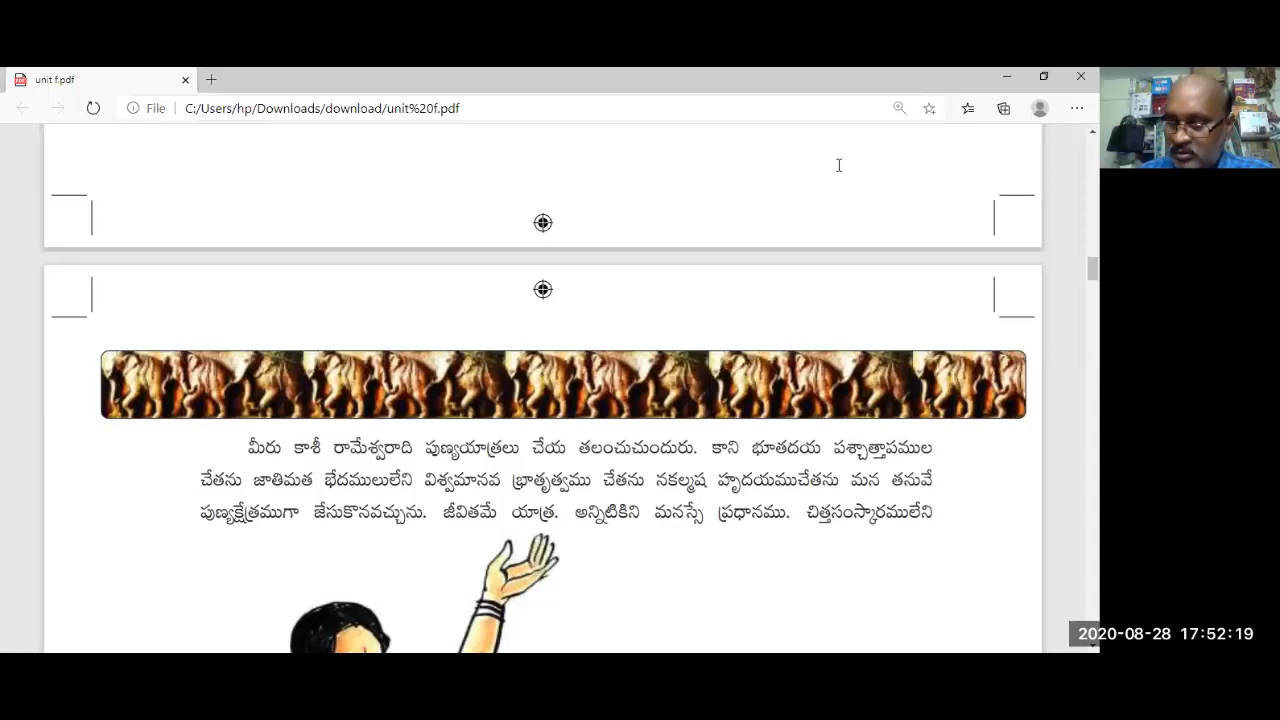 unit f.pdf
File C:/Users/hp/Downloads/download/unit%20f.pdf
మీరు కాశీ రామేశ్వరాది పుణ్యయాత్రలు చేయ తలంచుచుందురు. కాని భూతదయ పశ్చాత్తాపముల
చేతను జాతిమత భేదములులేని విశ్వమానవ భ్రాతృత్వము చేతను నకల్మష హృదయముచేతను మన తనువే
పుణ్యక్షేత్రముగా జేసుకొనవచ్చును. జీవితమే యాత్ర. అన్నిటికిని మనస్సే ప్రధానము. చిత్తసంస్కారములేని
2020-08-28 17:52:19